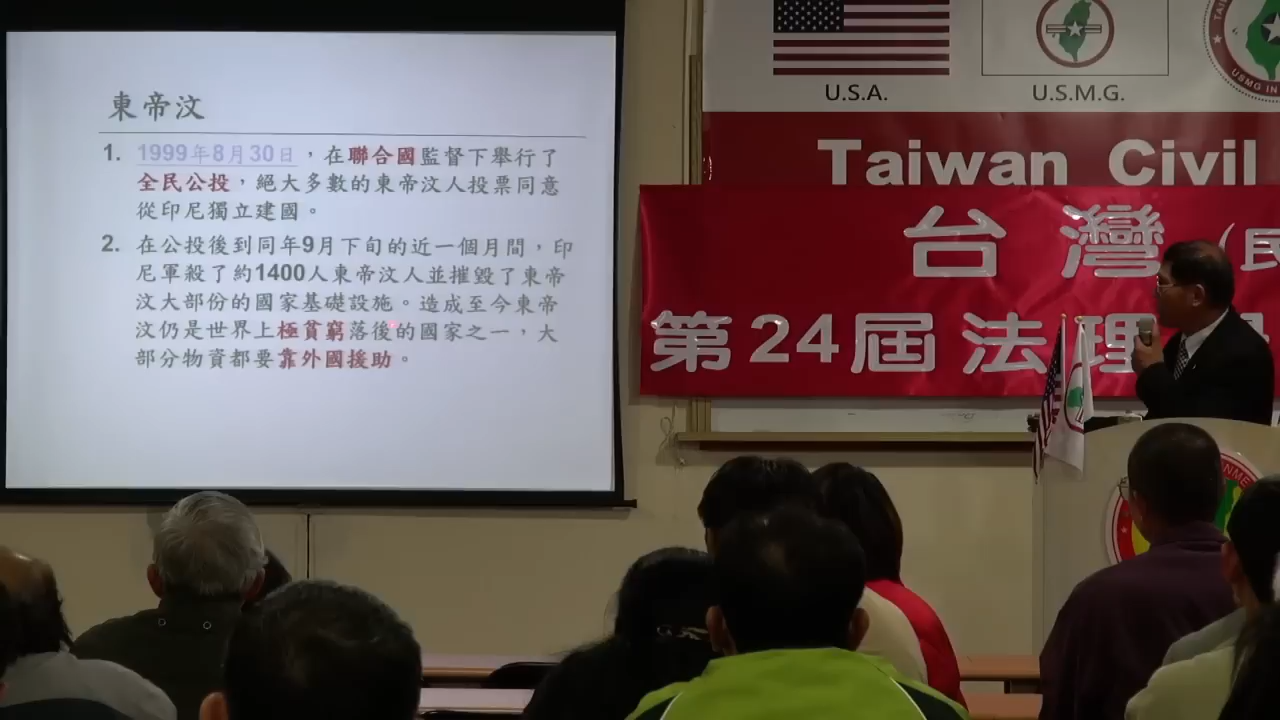 東帝汶
1. 1999年8月30日，在聯合國監督下舉行了
全民公投，絕大多數的東帝汶人投票同意
從印尼獨立建國。
2. 在公投後到同年9月下旬的近一個月間，印
尼軍殺了約1400人東帝汶人並摧毀了東帝
汶大部份的國家基礎設施。造成至今東帝
汶仍是世界上極貧窮落後的國家之一，大
部分物資都要靠外國援助。
U.S.A.
U.S.M.G.
USMG IN
Taiwan Civil
台灣（民
第24屆法理